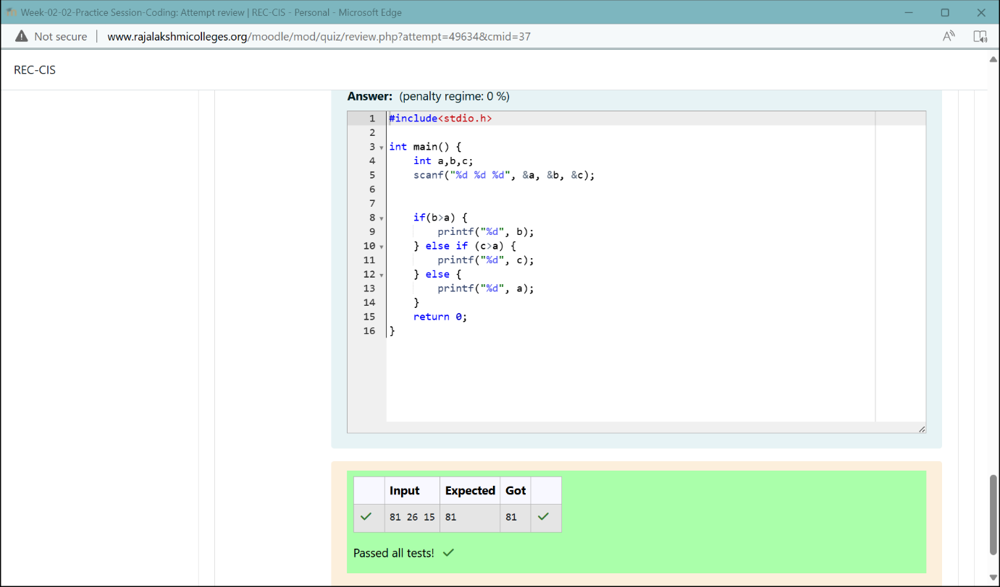 Week-02-02-Practice Session-Coding: Attempt review | REC-CIS - Personal - Microsoft Edge
Not secure www.rajalakshmicolleges.org/moodle/mod/quiz/review.php?attempt=49634&cmid=37
REC-CIS
Answer: (penalty regime: 0 %)
1 #include<stdio.h>
2
3 int main() {
4     int a,b,c;
5     scanf("%d %d %d", &a, &b, &c);
6
7
8     if(b>a) {
9         printf("%d", b);
10     } else if (c>a) {
11         printf("%d", c);
12     } else {
13         printf("%d", a);
14     }
15     return 0;
16 }
Input Expected Got
81 26 15 81 81
Passed all tests!